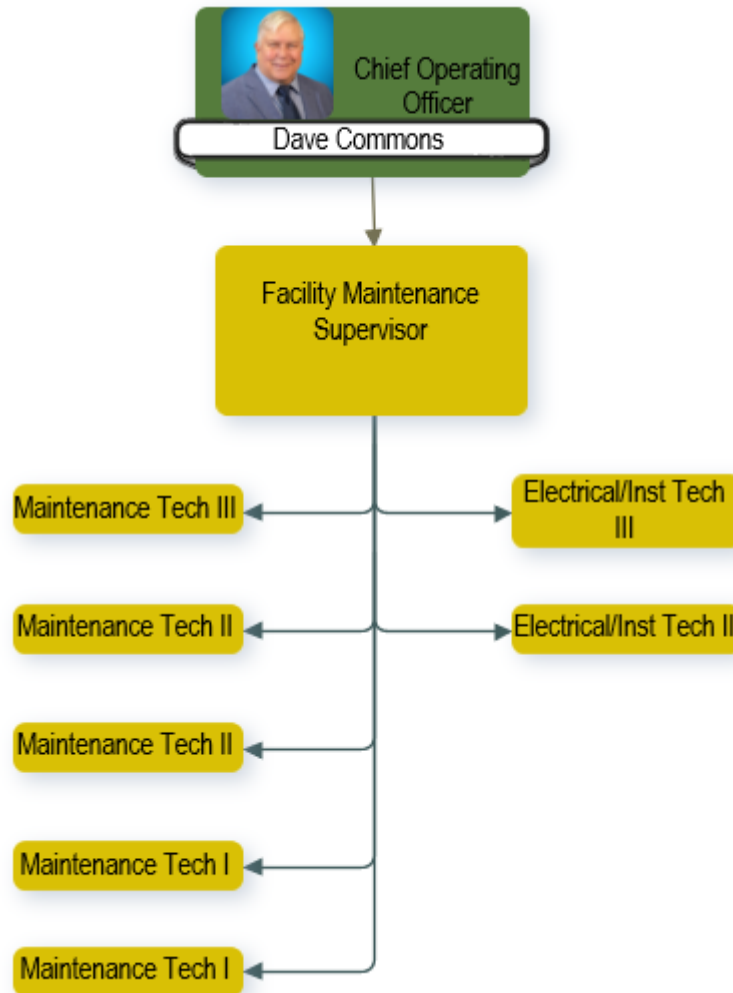 Chief Operating
Officer
Dave Commons
Facility Maintenance
Supervisor
Maintenance Tech III
Electrical/Inst Tech
III
Maintenance Tech II
Electrical/Inst Tech II
Maintenance Tech II
Maintenance Tech I
Maintenance Tech I